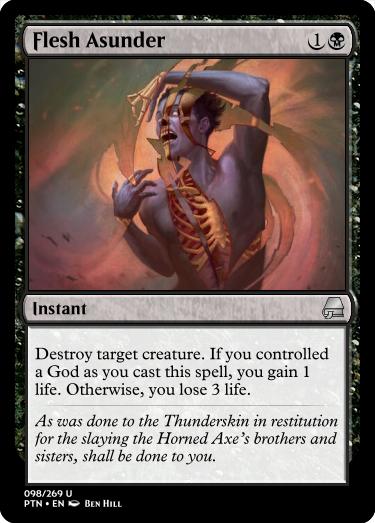 Flesh Asunder 1
Instant
Destroy target creature. If you controlled
a God as you cast this spell, you gain 1
life. Otherwise, you lose 3 life.
As was done to the Thunderskin in restitution
for the slaying the Horned Axe's brothers and
sisters, shall be done to you.
098/269 U
PTN • EN Ben Hill